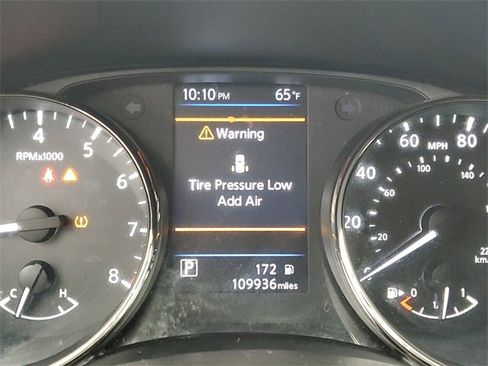 10:10 PM 65°F
Warning
Tire Pressure Low
Add Air
P 172
109936 miles
4 5 6 7 8
RPMx1000
C H
20 40 60 80
MPH
20 60 100 140
0 1